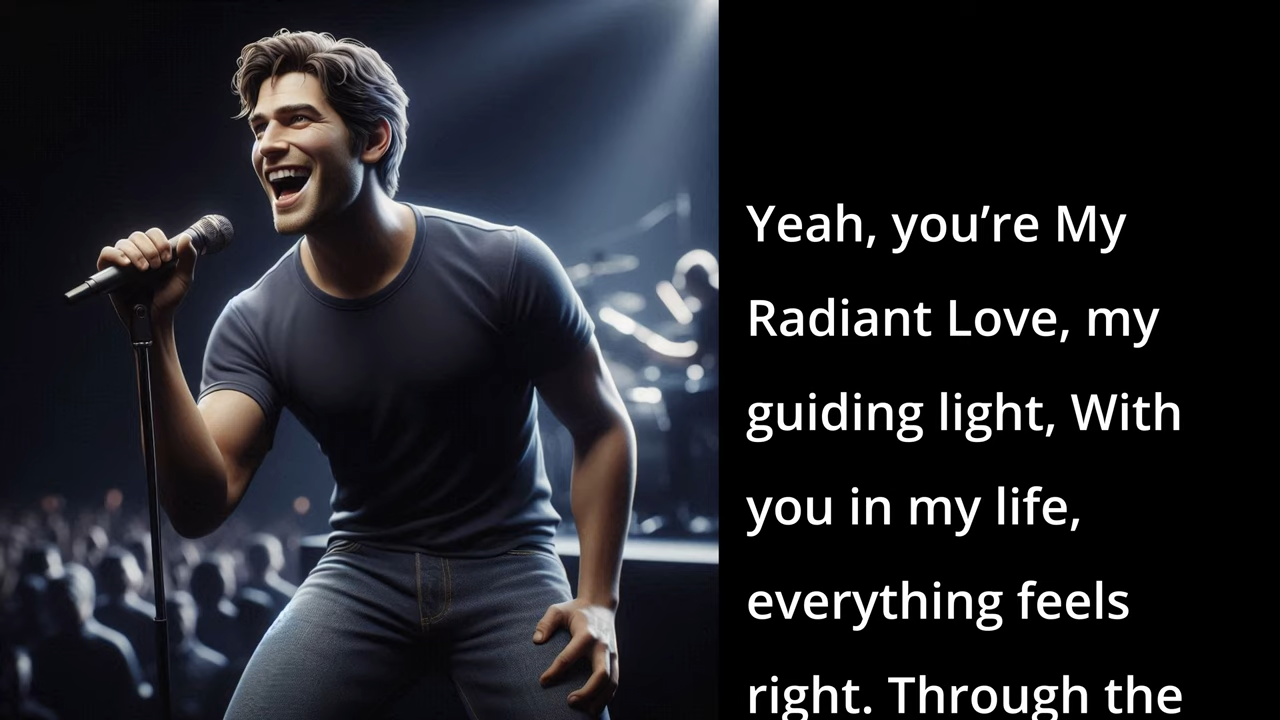 Yeah, you’re My
Radiant Love, my
guiding light, With
you in my life,
everything feels
right. Through the